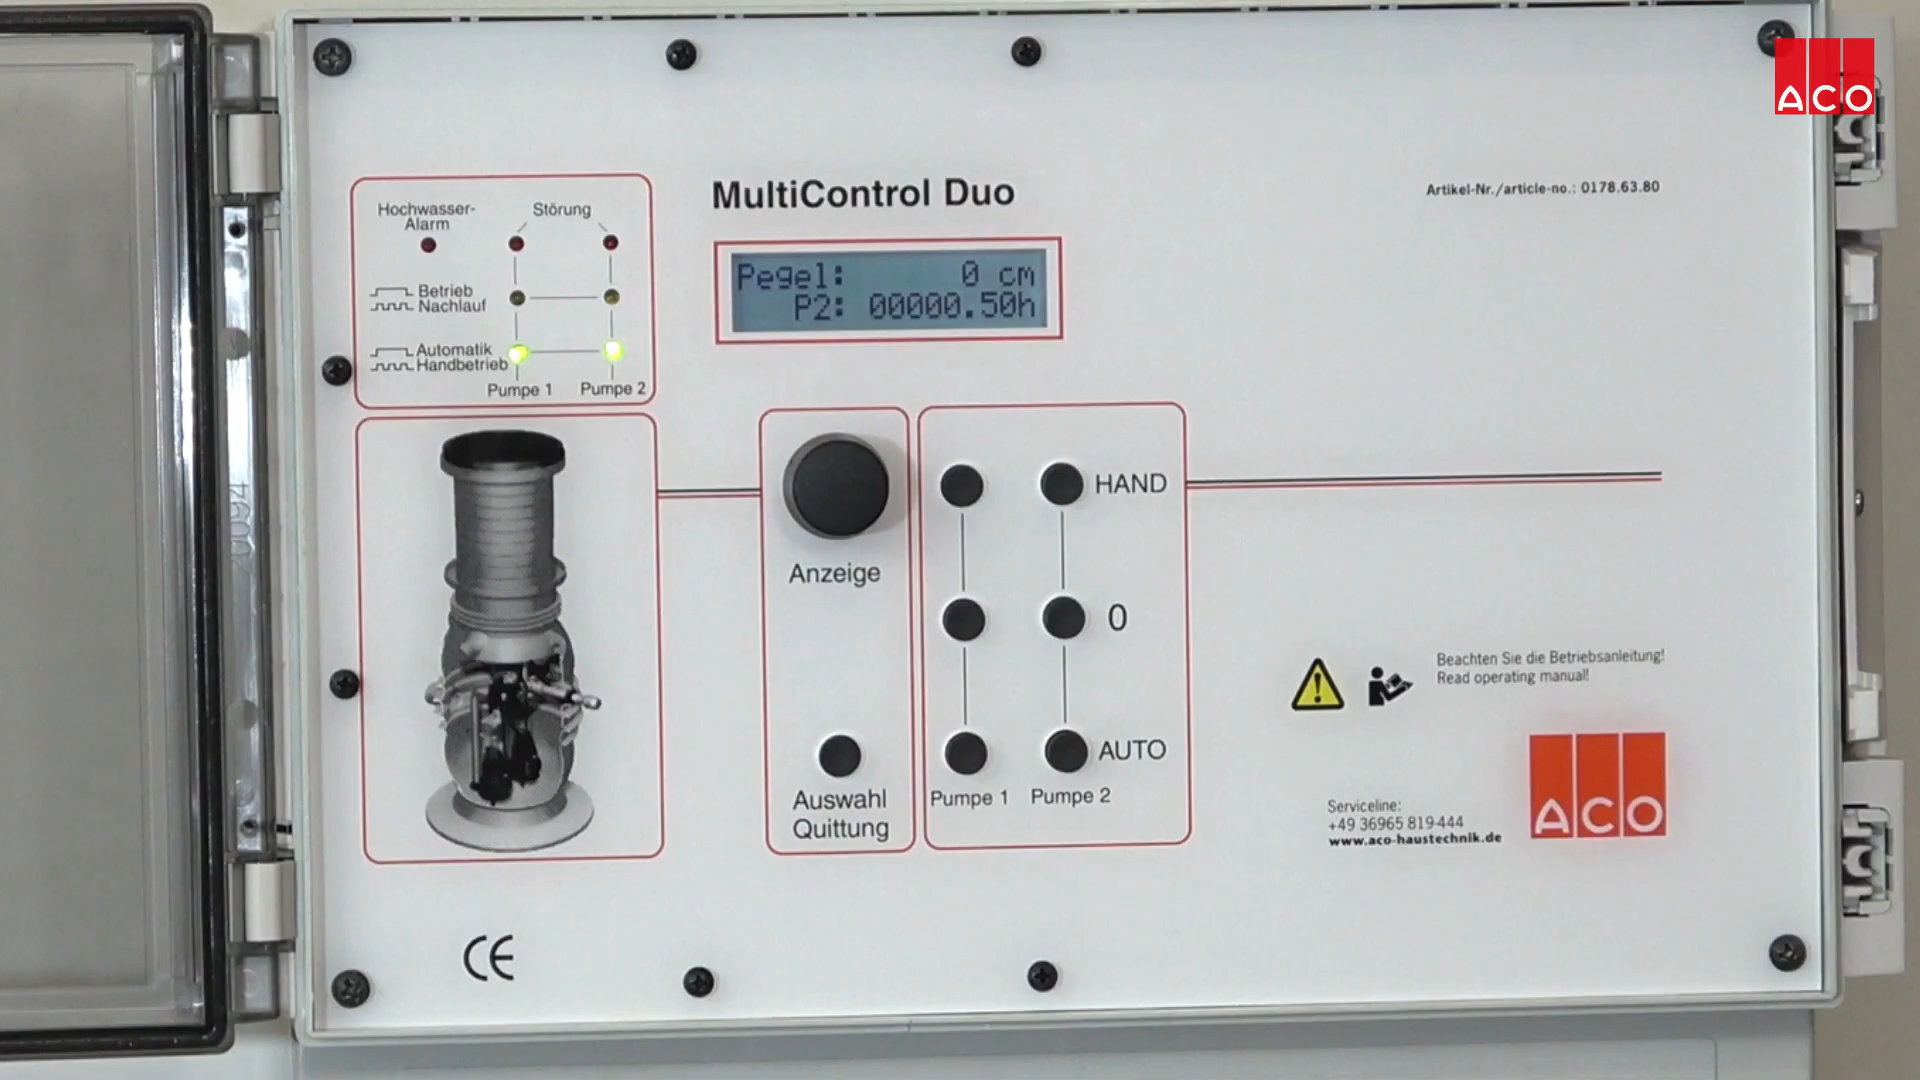 ACO
MultiControl Duo
Artikel-Nr./article-no.: 0178.63.80
Hochwasser-
Alarm
Störung
Betrieb
Nachlauf
Automatik
Handbetrieb
Pumpe 1 Pumpe 2
Pegel: 0 cm
P2: 00000.50h
HAND
Anzeige
0
AUTO
Auswahl
Quittung
Pumpe 1 Pumpe 2
Beachten Sie die Betriebsanleitung!
Read operating manual!
Serviceline:
+49 36965 819-444
www.aco-haustechnik.de
ACO
CE